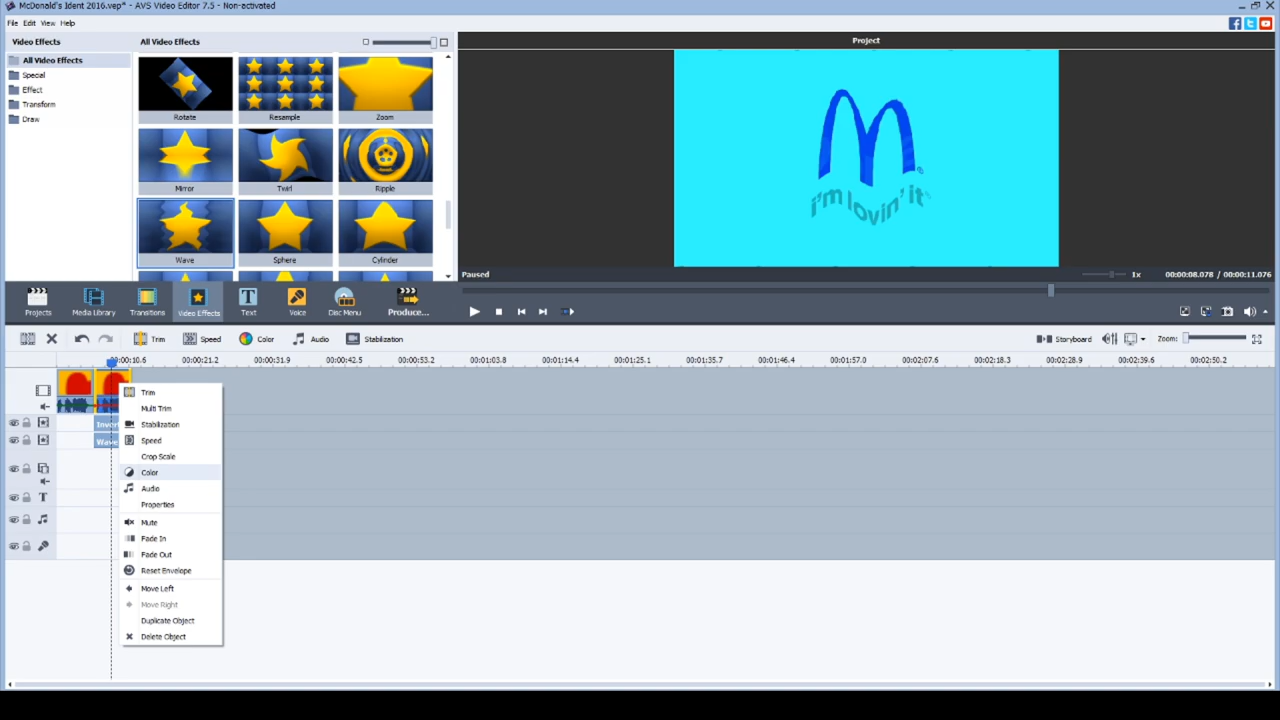 McDonald's Ident 2016.vep* - AVS Video Editor 7.5 - Non-activated
File Edit View Help
Video Effects
All Video Effects
Project
All Video Effects
Special
Effect
Transform
Draw
Rotate
Resample
Zoom
Mirror
Twirl
Ripple
Wave
Sphere
Cylinder
i'm lovin' it
Paused
1x
00:00:08.078 / 00:00:11.076
Projects
Media Library
Transitions
Video Effects
Text
Voice
Disc Menu
Produce...
Trim
Speed
Color
Audio
Stabilization
Storyboard
Zoom:
00:00:10.6 00:00:21.2 00:00:31.9 00:00:42.5 00:00:53.2 00:01:03.8 00:01:14.4 00:01:25.1 00:01:35.7 00:01:46.4 00:01:57.0 00:02:07.6 00:02:18.3 00:02:28.9 00:02:39.6 00:02:50.2
Inver
Wave
Trim
Multi Trim
Stabilization
Speed
Crop Scale
Color
Audio
Properties
Mute
Fade In
Fade Out
Reset Envelope
Move Left
Move Right
Duplicate Object
Delete Object